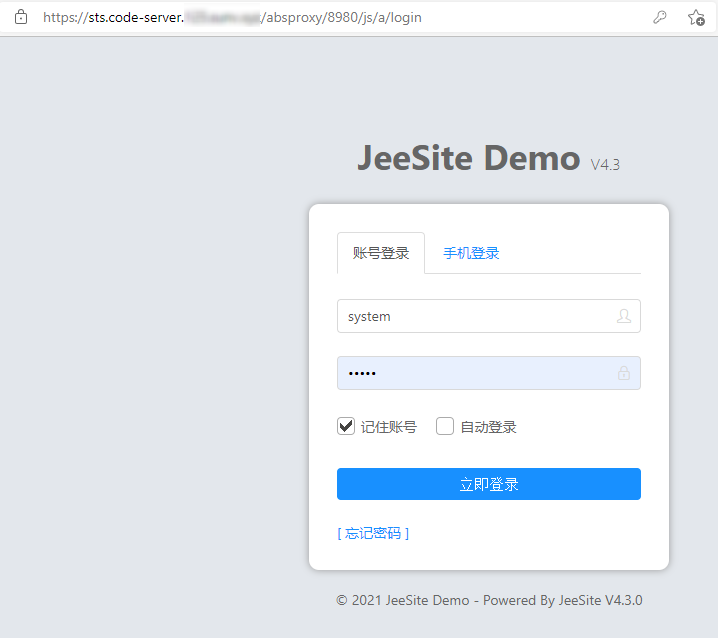 https://sts.code-server. /absproxy/8980/js/a/login
JeeSite Demo V4.3
账号登录 手机登录
system
•••••
记住账号 自动登录
立即登录
[ 忘记密码 ]
© 2021 JeeSite Demo - Powered By JeeSite V4.3.0